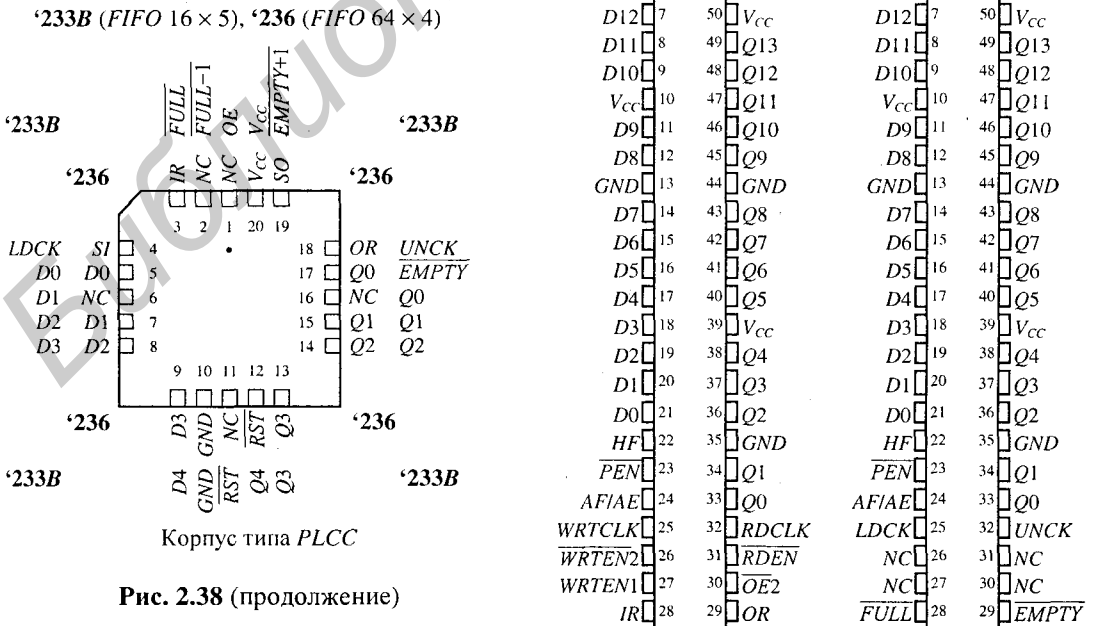 ‘233B (FIFO 16 × 5), ‘236 (FIFO 64 × 4)
‘233B FULL FULL–1 OE VCC EMPTY+1 ‘233B
‘236 IR NC NC VCC SO ‘236
3 2 1 20 19
LDCK SI 4 18 OR UNCK
D0 D0 5 17 Q0 EMPTY
D1 NC 6 16 NC Q0
D2 D1 7 15 Q1 Q1
D3 D2 8 14 Q2 Q2
9 10 11 12 13
‘236 D3 GND NC RST Q3 ‘236
‘233B D4 GND RST Q4 Q3 ‘233B
Корпус типа PLCC
Рис. 2.38 (продолжение)
D12 7 50 VCC
D11 8 49 Q13
D10 9 48 Q12
VCC 10 47 Q11
D9 11 46 Q10
D8 12 45 Q9
GND 13 44 GND
D7 14 43 Q8
D6 15 42 Q7
D5 16 41 Q6
D4 17 40 Q5
D3 18 39 VCC
D2 19 38 Q4
D1 20 37 Q3
D0 21 36 Q2
HF 22 35 GND
PEN 23 34 Q1
AF/AE 24 33 Q0
WRTCLK 25 32 RDCLK
WRTEN2 26 31 RDEN
WRTEN1 27 30 OE2
IR 28 29 OR
D12 7 50 VCC
D11 8 49 Q13
D10 9 48 Q12
VCC 10 47 Q11
D9 11 46 Q10
D8 12 45 Q9
GND 13 44 GND
D7 14 43 Q8
D6 15 42 Q7
D5 16 41 Q6
D4 17 40 Q5
D3 18 39 VCC
D2 19 38 Q4
D1 20 37 Q3
D0 21 36 Q2
HF 22 35 GND
PEN 23 34 Q1
AF/AE 24 33 Q0
LDCK 25 32 UNCK
NC 26 31 NC
NC 27 30 NC
FULL 28 29 EMPTY